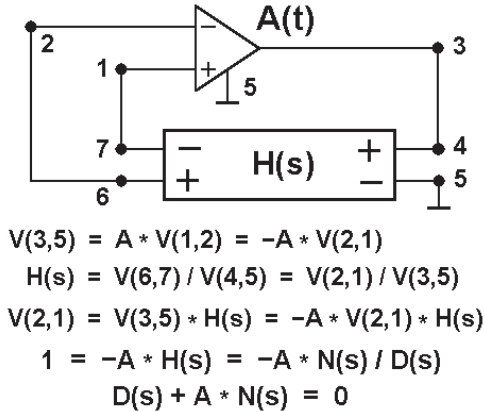 A(t)
2
−
3
1
+
5
7
−
H(s)
+
4
6
+
−
5
V(3,5) = A * V(1,2) = −A * V(2,1)
H(s) = V(6,7) / V(4,5) = V(2,1) / V(3,5)
V(2,1) = V(3,5) * H(s) = −A * V(2,1) * H(s)
1 = −A * H(s) = −A * N(s) / D(s)
D(s) + A * N(s) = 0